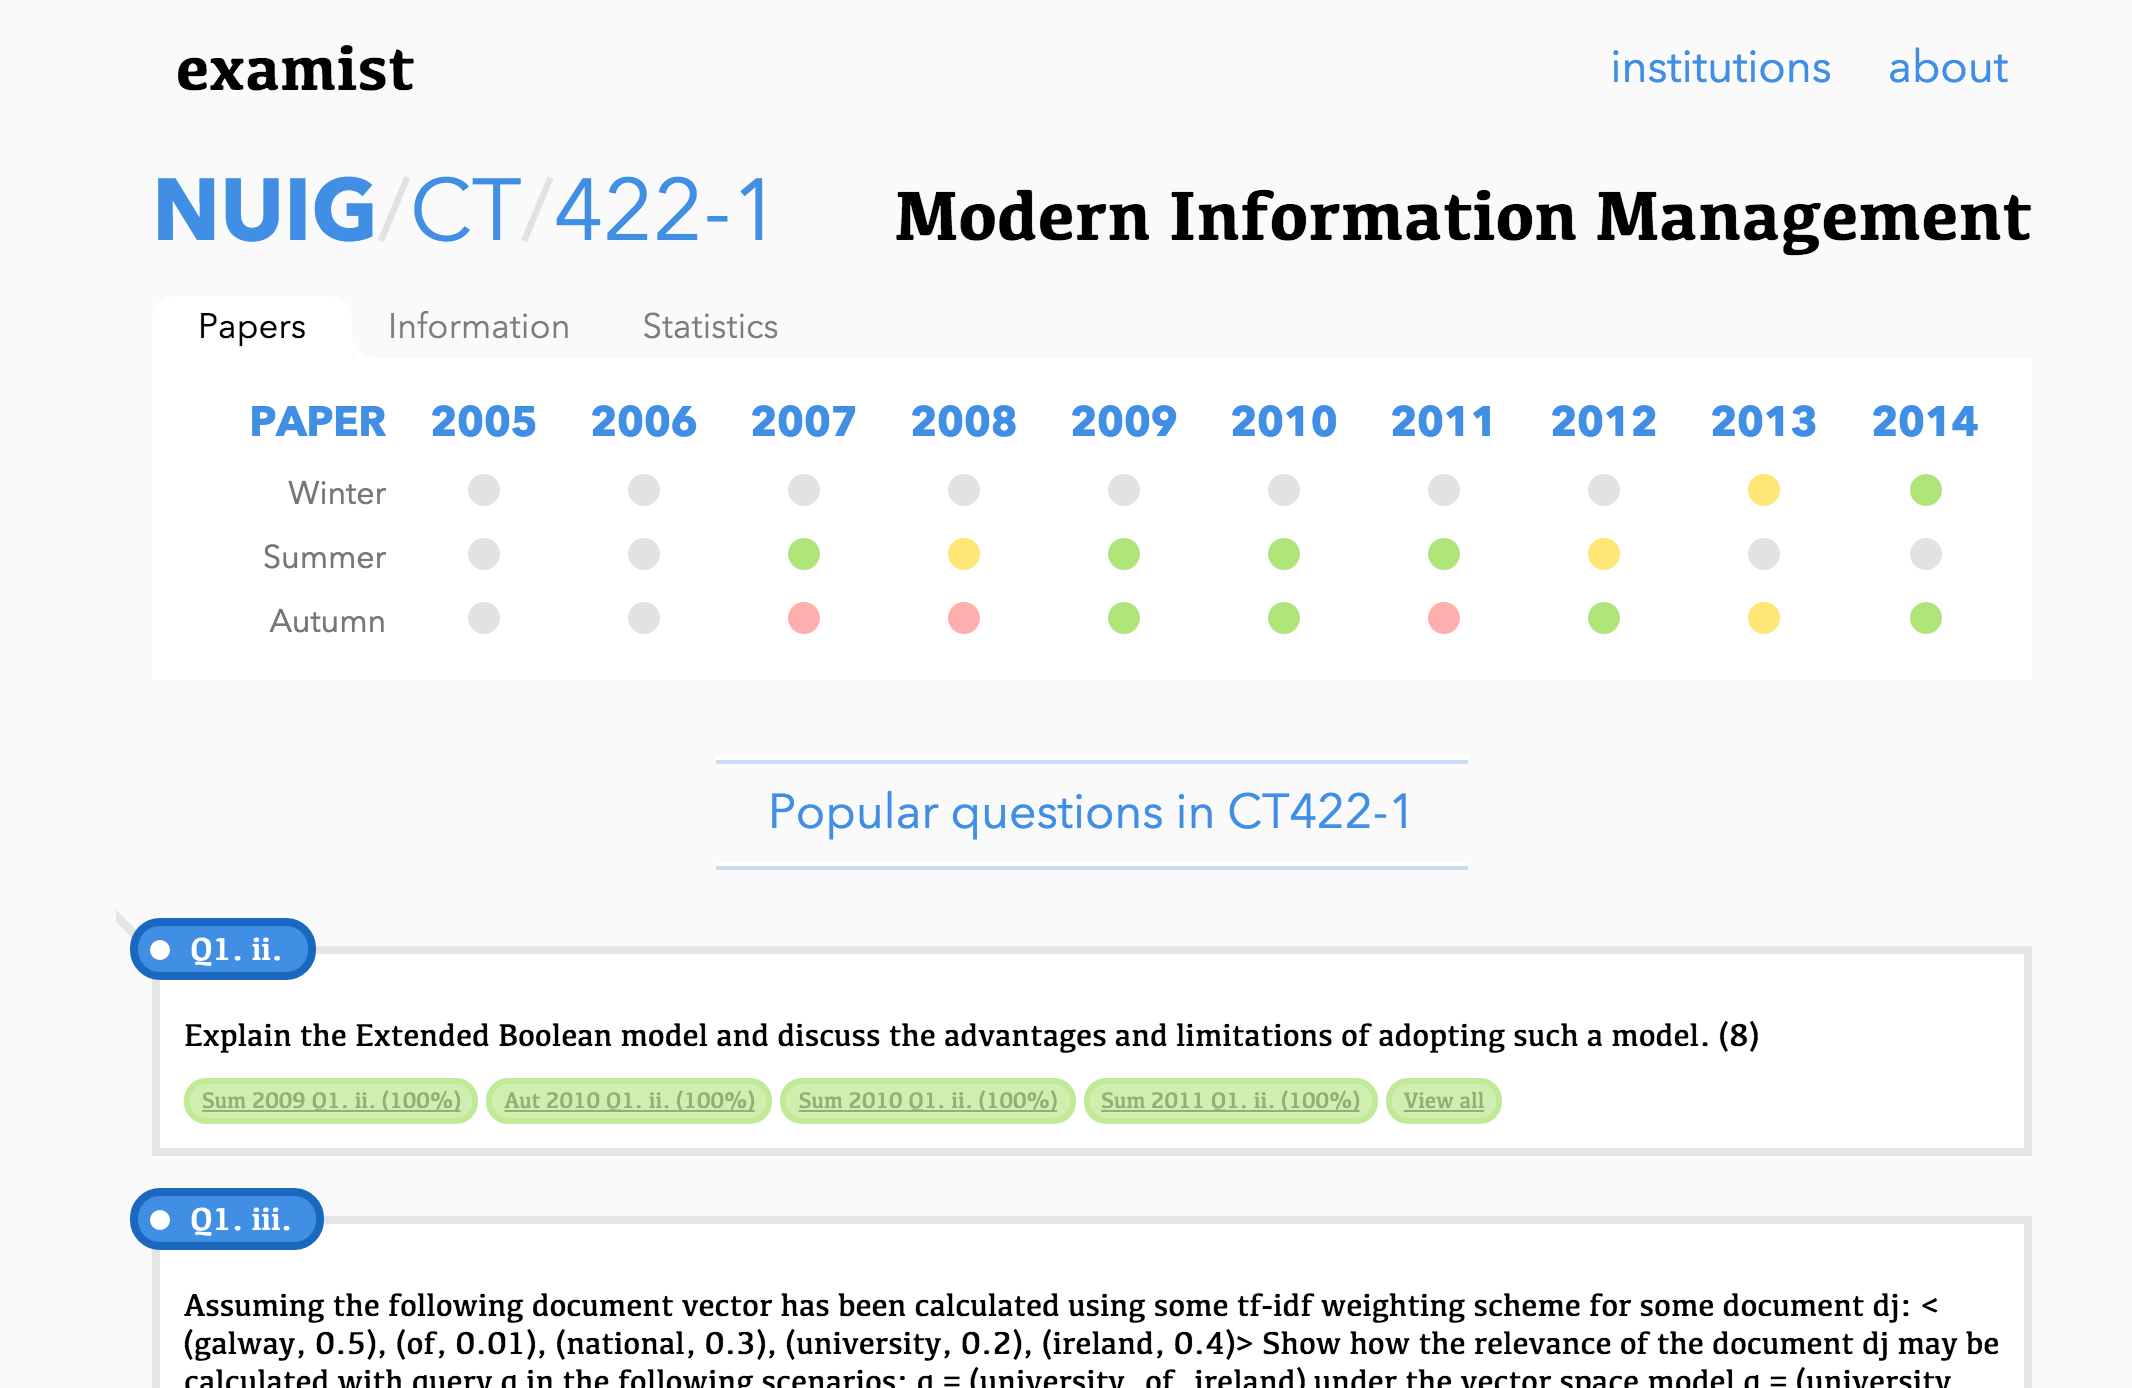 examist
institutions about
NUIG/CT/422-1 Modern Information Management
Papers Information Statistics
PAPER 2005 2006 2007 2008 2009 2010 2011 2012 2013 2014
Winter
Summer
Autumn
Popular questions in CT422-1
Q1. ii.
Explain the Extended Boolean model and discuss the advantages and limitations of adopting such a model. (8)
Sum 2009 Q1. ii. (100%) Aut 2010 Q1. ii. (100%) Sum 2010 Q1. ii. (100%) Sum 2011 Q1. ii. (100%) View all
Q1. iii.
Assuming the following document vector has been calculated using some tf-idf weighting scheme for some document dj: <
(galway, 0.5), (of, 0.01), (national, 0.3), (university, 0.2), (ireland, 0.4)> Show how the relevance of the document dj may be
calculated with query q in the following scenarios: q = (university, of, ireland) under the vector space model q = (university,